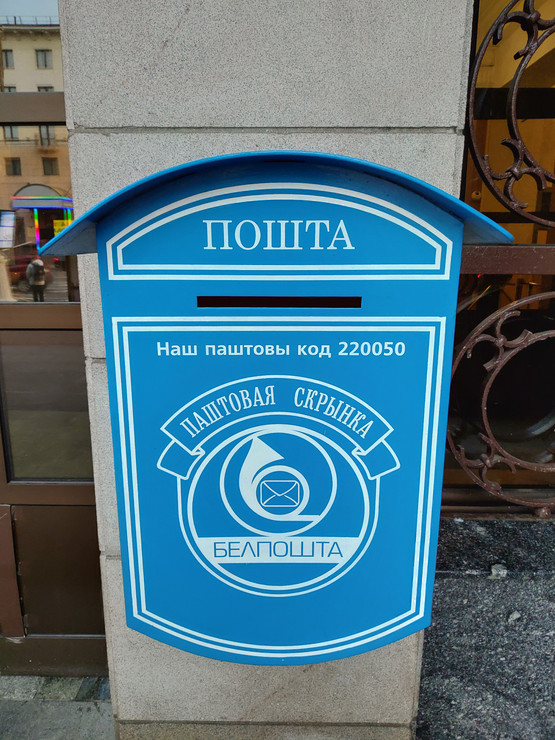 ПОШТА
Наш паштовы код 220050
ПАШТОВАЯ СКРЫНКА
БЕЛПОШТА